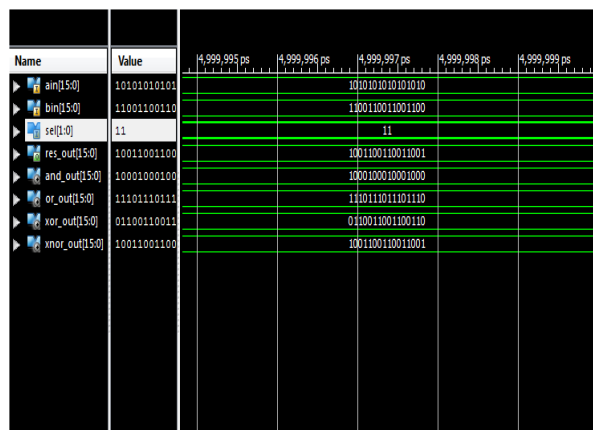 Name Value 4,999,995 ps 4,999,996 ps 4,999,997 ps 4,999,998 ps 4,999,999 ps
ain[15:0] 10101010101 1010101010101010
bin[15:0] 11001100110 1100110011001100
sel[1:0] 11 11
res_out[15:0] 10011001100 1001100110011001
and_out[15:0] 10001000100 1000100010001000
or_out[15:0] 11101110111 1110111011101110
xor_out[15:0] 01100110011 0110011001100110
xnor_out[15:0] 10011001100 1001100110011001